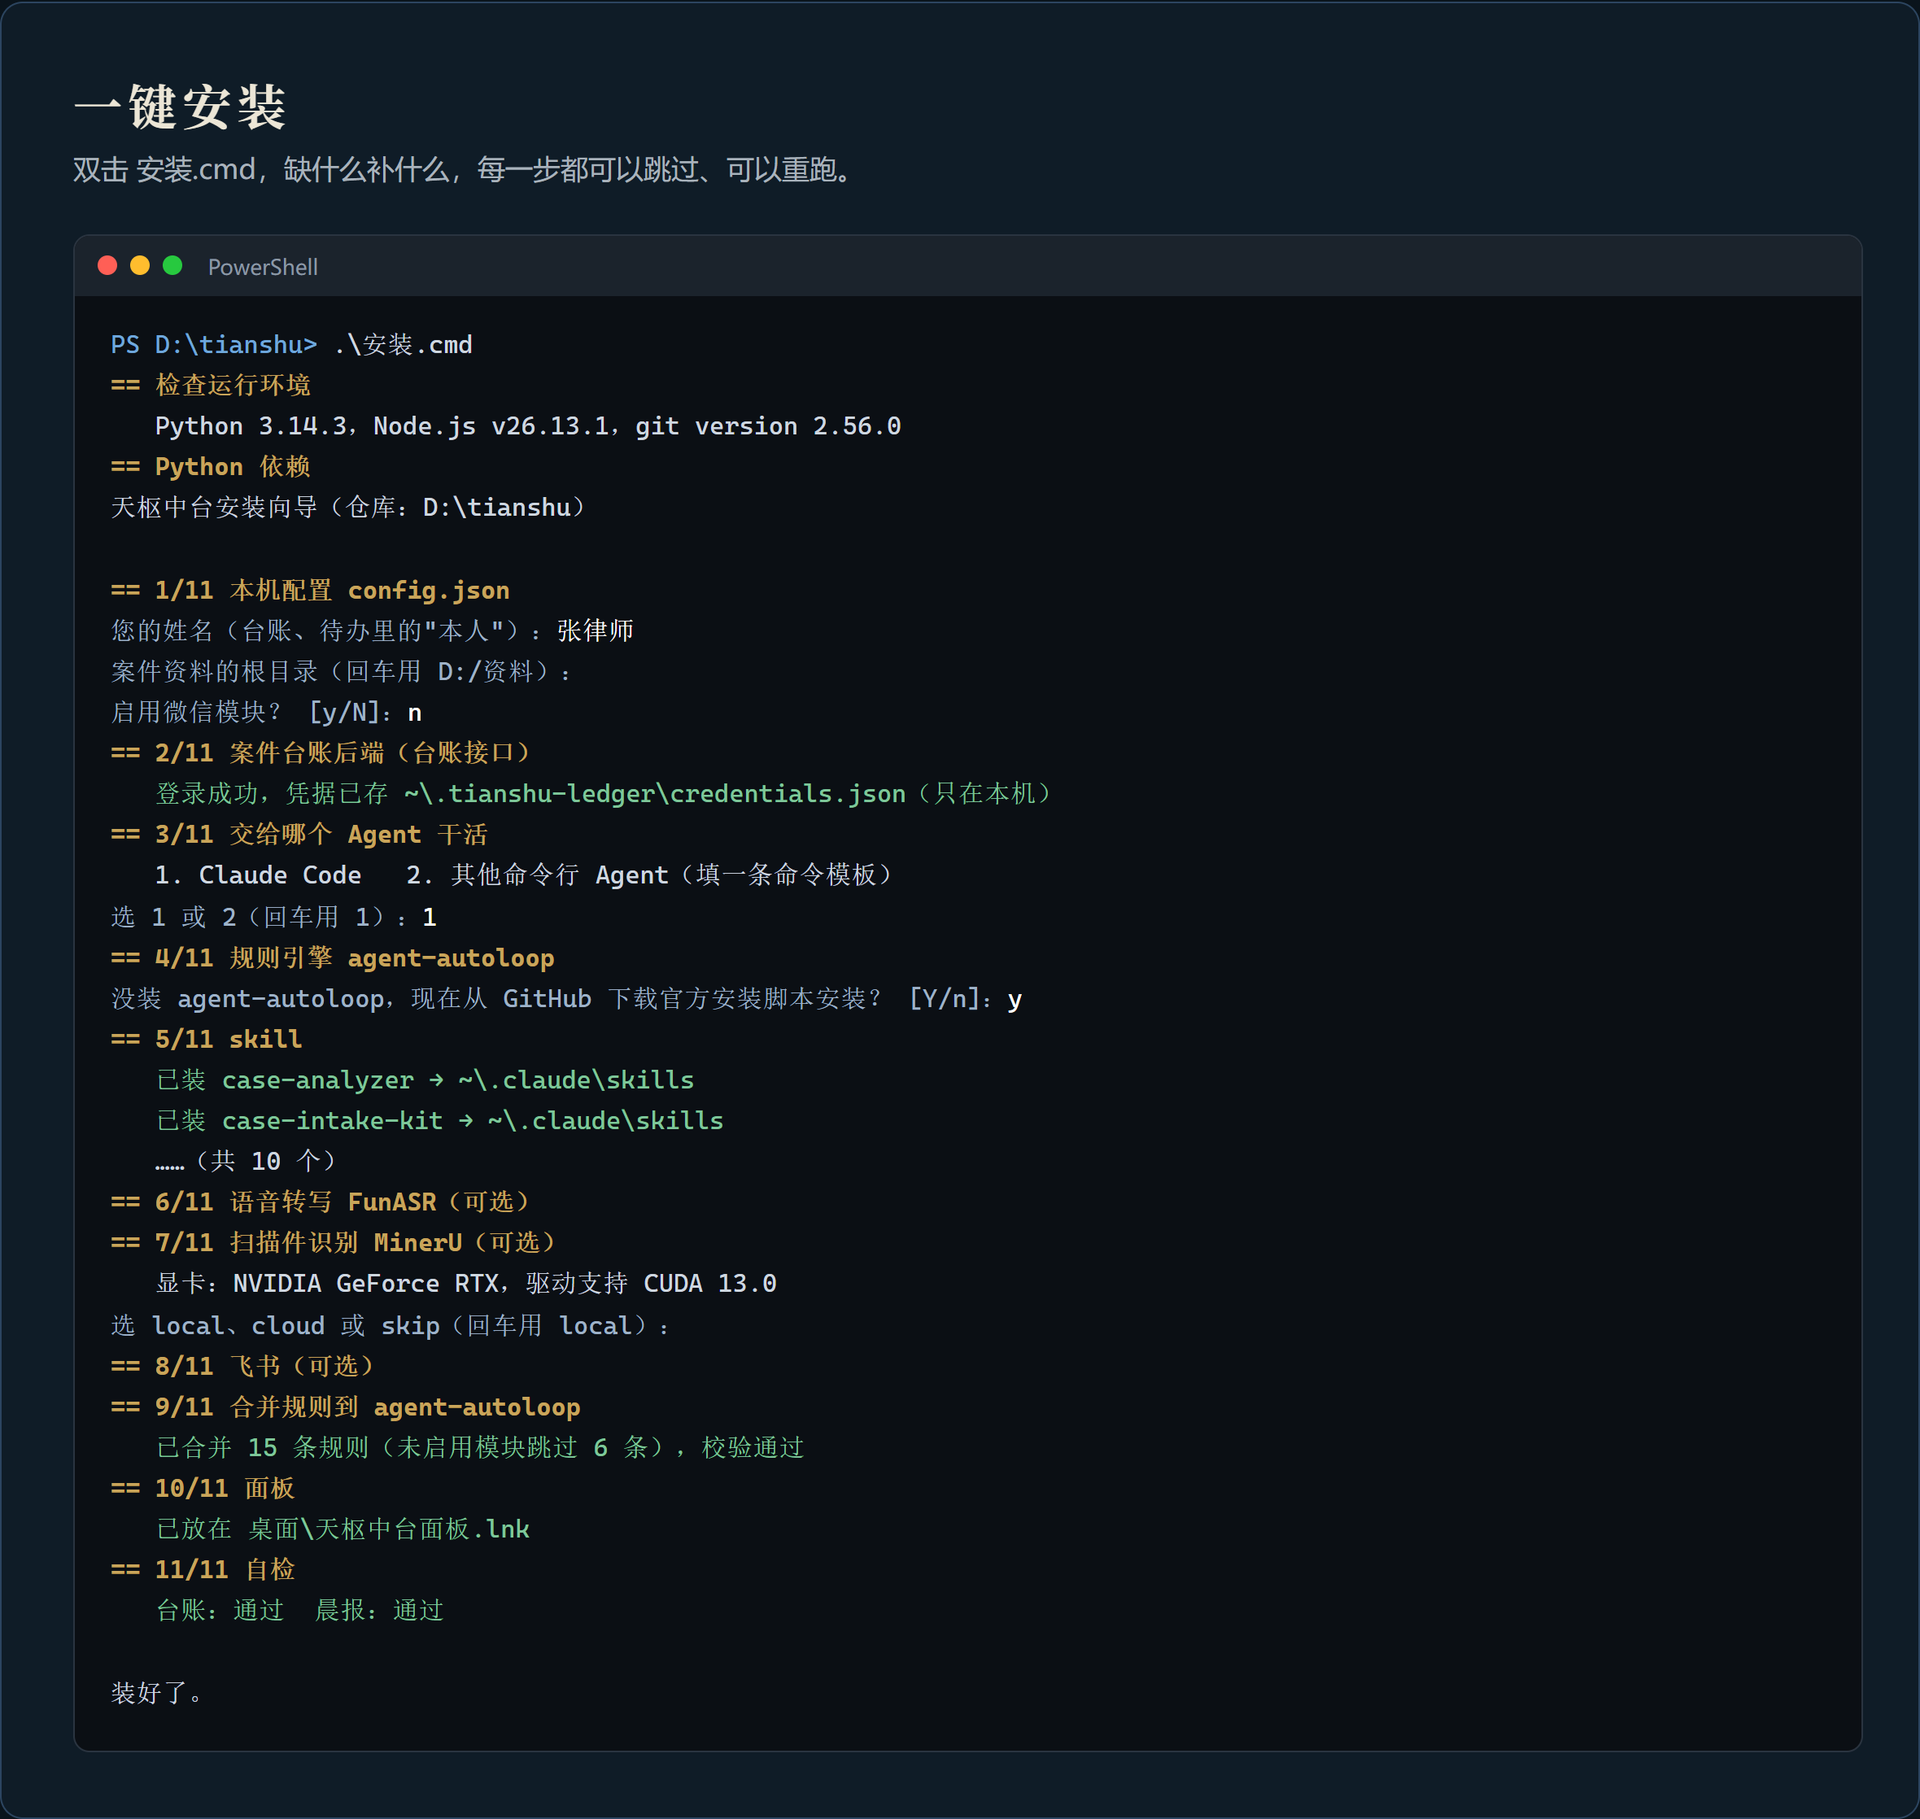 一键安装
双击 安装.cmd，缺什么补什么，每一步都可以跳过、可以重跑。
PowerShell
PS D:\tianshu> .\安装.cmd
== 检查运行环境
Python 3.14.3，Node.js v26.13.1，git version 2.56.0
== Python 依赖
天枢中台安装向导（仓库：D:\tianshu）
== 1/11 本机配置 config.json
您的姓名（台账、待办里的"本人"）：张律师
案件资料的根目录（回车用 D:/资料）：
启用微信模块？ [y/N]：n
== 2/11 案件台账后端（台账接口）
登录成功，凭据已存 ~\.tianshu-ledger\credentials.json（只在本机）
== 3/11 交给哪个 Agent 干活
1. Claude Code   2. 其他命令行 Agent（填一条命令模板）
选 1 或 2（回车用 1）：1
== 4/11 规则引擎 agent-autoloop
没装 agent-autoloop，现在从 GitHub 下载官方安装脚本安装？ [Y/n]：y
== 5/11 skill
已装 case-analyzer → ~\.claude\skills
已装 case-intake-kit → ~\.claude\skills
……（共 10 个）
== 6/11 语音转写 FunASR（可选）
== 7/11 扫描件识别 MinerU（可选）
显卡：NVIDIA GeForce RTX，驱动支持 CUDA 13.0
选 local、cloud 或 skip（回车用 local）：
== 8/11 飞书（可选）
== 9/11 合并规则到 agent-autoloop
已合并 15 条规则（未启用模块跳过 6 条），校验通过
== 10/11 面板
已放在 桌面\天枢中台面板.lnk
== 11/11 自检
台账：通过  晨报：通过
装好了。